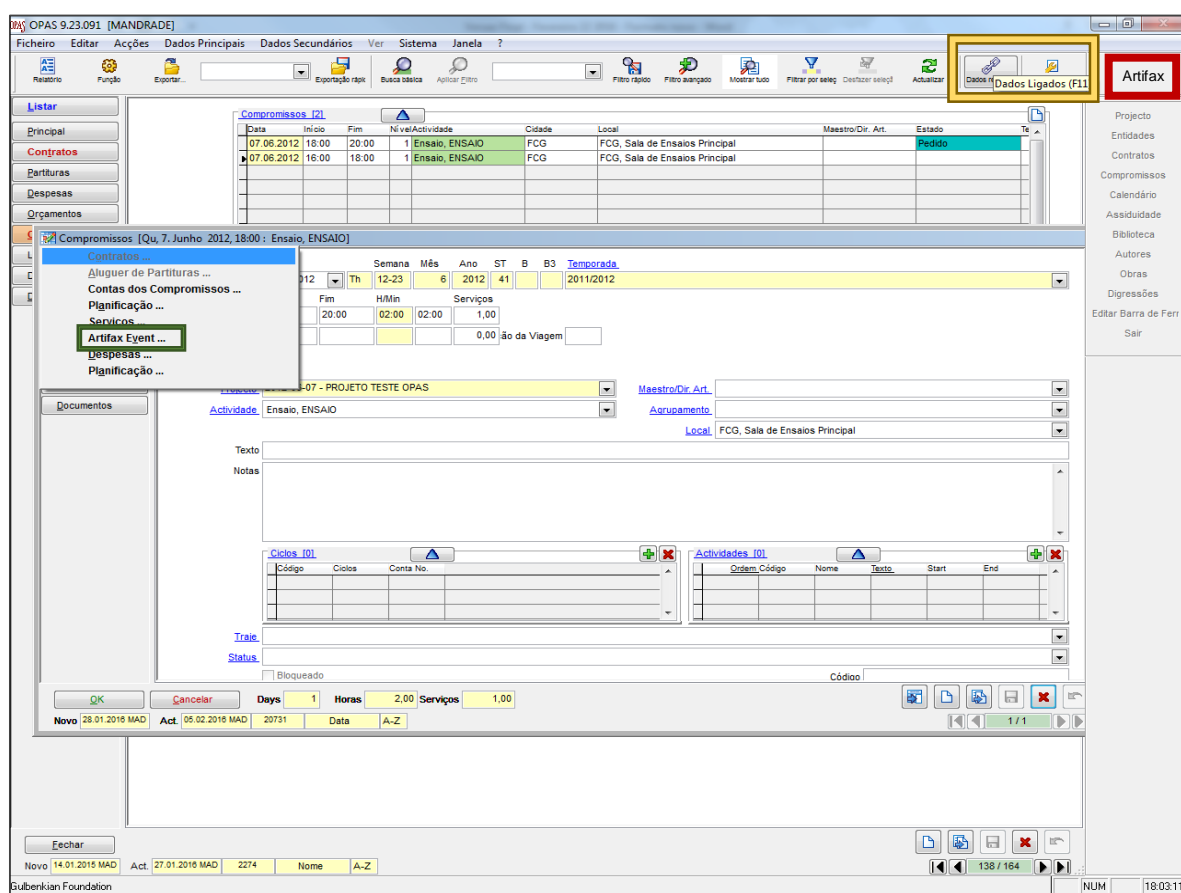 OPAS 9.23.091 [MANDRADE]
Ficheiro Editar Acções Dados Principais Dados Secundários Ver Sistema Janela ?
Relatório Função Exportar... Exportação rápk Busca básica Aplicar Filtro Filtro rápido Filtro avançado Mostrar tudo Filtrar por seleç Desfazer seleçi Actualizar Dados r
Dados Ligados (F11
Artifax
Listar
Principal
Contratos
Partituras
Despesas
Orçamentos
Compromissos [2]
Data Início Fim Nível Actividade Cidade Local Maestro/Dir. Art. Estado Te
07.06.2012 18:00 20:00 1 Ensaio, ENSAIO FCG FCG, Sala de Ensaios Principal Pedido
07.06.2012 16:00 18:00 1 Ensaio, ENSAIO FCG FCG, Sala de Ensaios Principal
Projecto
Entidades
Contratos
Compromissos
Calendário
Assiduidade
Biblioteca
Autores
Obras
Digressões
Editar Barra de Ferr
Sair
Compromissos [Qu, 7. Junho 2012, 18:00 : Ensaio, ENSAIO]
Contratos ...
Aluguer de Partituras ...
Contas dos Compromissos ...
Planificação ...
Serviços ...
Artifax Event ...
Despesas ...
Planificação ...
Documentos
Semana Mês Ano ST B B3 Temporada
012 Th 12-23 6 2012 41 2011/2012
Fim H/Min Serviços
20:00 02:00 02:00 1,00
0,00 ão da Viagem
Projecto -07 - PROJETO TESTE OPAS Maestro/Dir. Art.
Actividade Ensaio, ENSAIO Agrupamento
Local FCG, Sala de Ensaios Principal
Texto
Notas
Ciclos [0] Actividades [0]
Código Ciclos Conta No. Ordem Código Nome Texto Start End
Traje
Status
Bloqueado Código
OK Cancelar Days 1 Horas 2,00 Serviços 1,00
Novo 28.01.2016 MAD Act. 05.02.2016 MAD 20731 Data A-Z 1 / 1
Fechar
Novo 14.01.2015 MAD Act. 27.01.2016 MAD 2274 Nome A-Z 138 / 164
Gulbenkian Foundation NUM 18:03:11